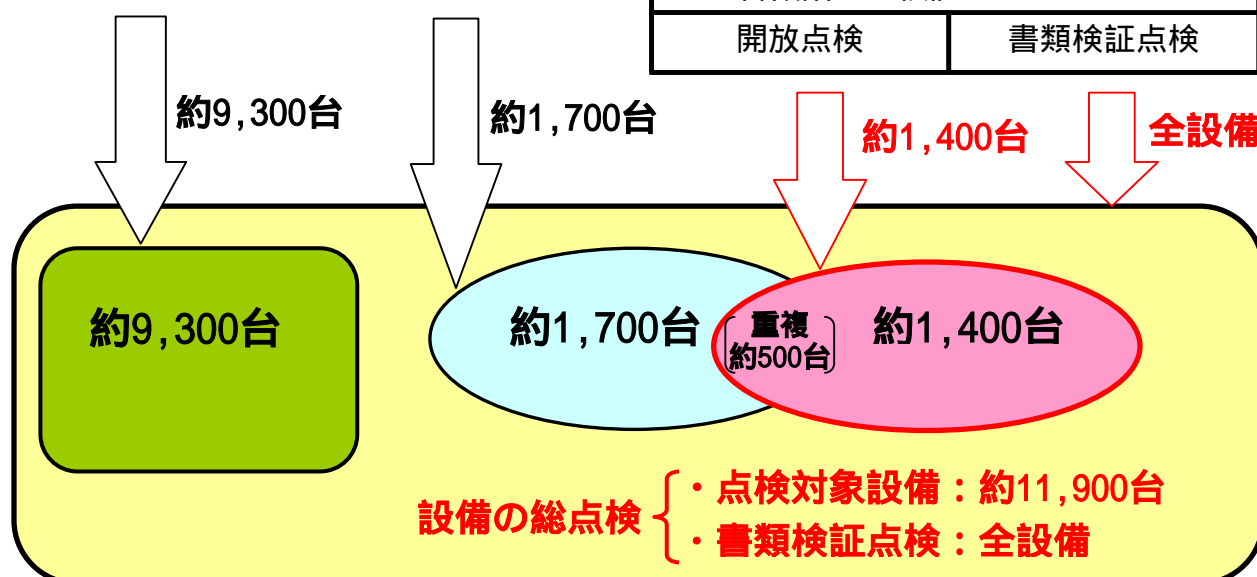 開放点検
書類検証点検
約9,300台
約1,700台
約1,400台
全設備
約9,300台
約1,700台
重複
約500台
約1,400台
設備の総点検
・点検対象設備：約11,900台
・書類検証点検：全設備